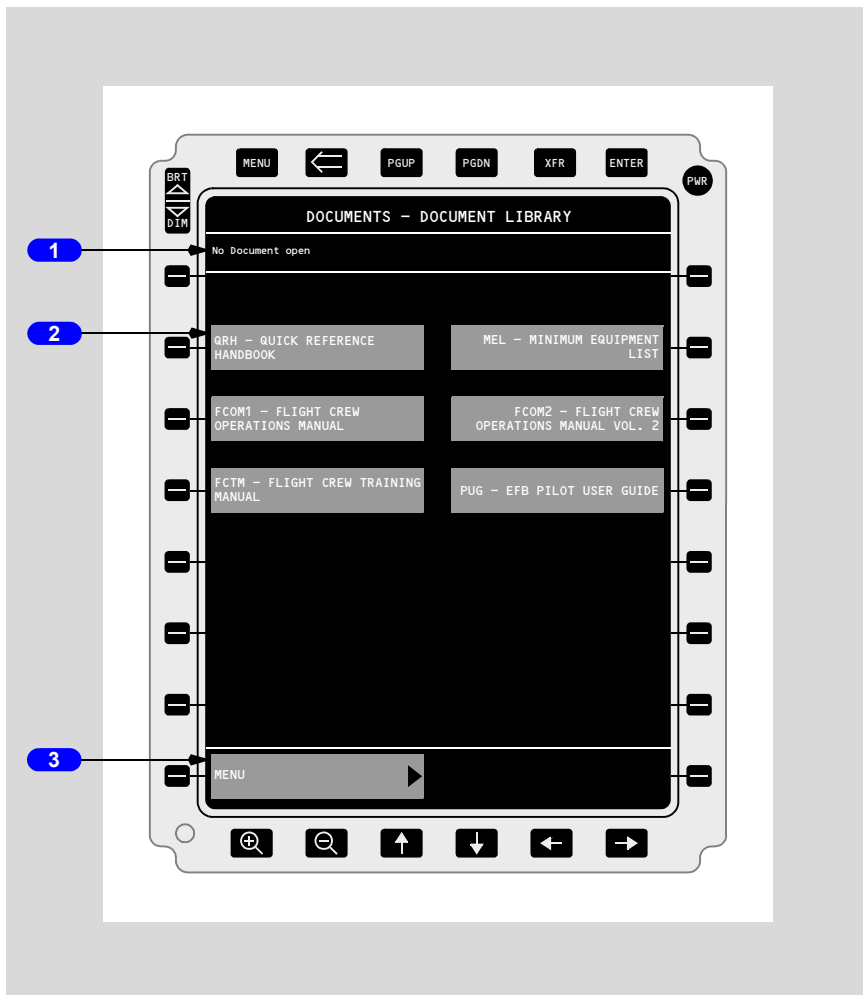 MENU
PGUP
PGDN
XFR
ENTER
BRT
DIM
PWR
DOCUMENTS - DOCUMENT LIBRARY
1
No Document open
2
QRH - QUICK REFERENCE
HANDBOOK
MEL - MINIMUM EQUIPMENT
LIST
FCOM1 - FLIGHT CREW
OPERATIONS MANUAL
FCOM2 - FLIGHT CREW
OPERATIONS MANUAL VOL. 2
FCTM - FLIGHT CREW TRAINING
MANUAL
PUG - EFB PILOT USER GUIDE
3
MENU